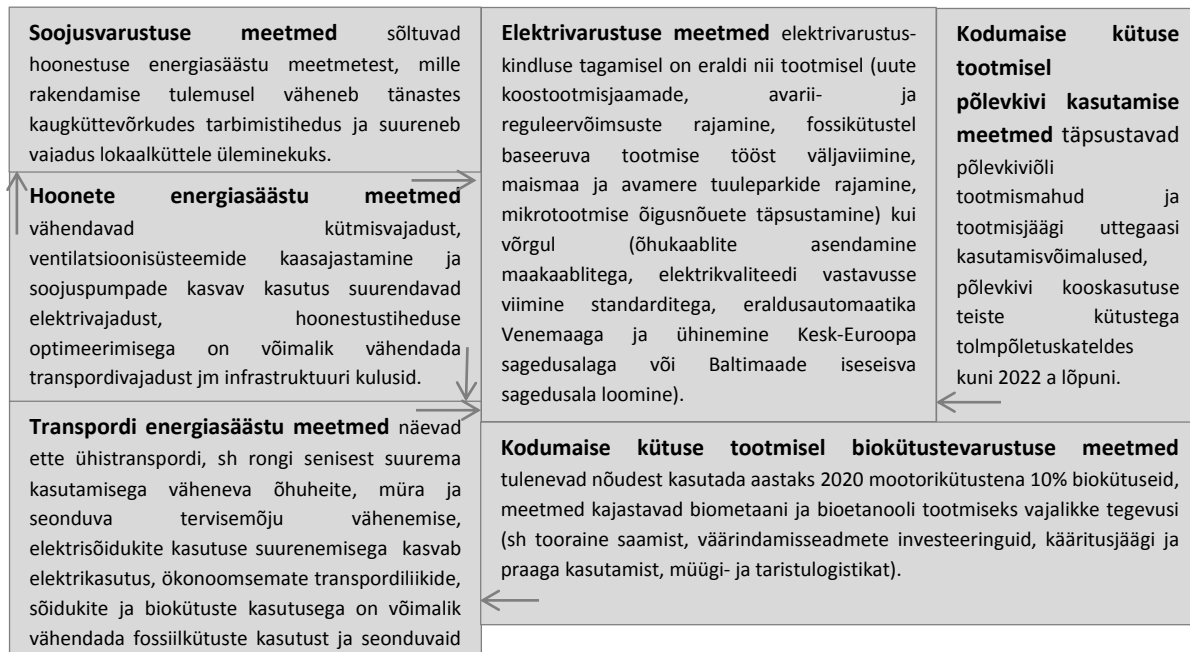 Soojusvarustuse meetmed sõltuvad
hoonestuse energiasäästu meetmetest, mille
rakendamise tulemusel väheneb tänastes
kaugküttevõrkudes tarbimistihedus ja suureneb
vajadus lokaalküttele üleminekuks.
Hoonete energiasäästu meetmed
vähendavad kütmisvajadust,
ventilatsioonisüsteemide kaasajastamine ja
soojuspumpade kasvav kasutus suurendavad
elektrivajadust, hoonestustiheduse
optimeerimisega on võimalik vähendada
transpordivajadust jm infrastruktuuri kulusid.
Transpordi energiasäästu meetmed näevad
ette ühistranspordi, sh rongi senisest suurema
kasutamisega väheneva õhuheite, müra ja
seonduva tervisemõju vähenemise,
elektrisõidukite kasutuse suurenemisega kasvab
elektrikasutus, ökonoomsemate transpordiliikide,
sõidukite ja biokütuste kasutusega on võimalik
vähendada fossiilkütuste kasutust ja seonduvaid
Elektrivarustuse meetmed elektrivarustus-
kindluse tagamisel on eraldi nii tootmisel (uute
koostootmisjaamade, avarii- ja
reguleervõimsuste rajamine, fossikütustel
baseeruva tootmise tööst väljaviimine,
maismaa ja avamere tuuleparkide rajamine,
mikrotootmise õigusnõuete täpsustamine) kui
võrgul (õhukaablite asendamine
maakaablitega, elektrikvaliteedi vastavusse
viimine standarditega, eraldusautomaatika
Venemaaga ja ühinemine Kesk-Euroopa
sagedusalaga või Baltimaade iseseisva
sagedusala loomine).
Kodumaise kütuse
tootmisel
põlevkivi kasutamise
meetmed täpsustavad
põlevkiviõli
tootmismahud ja
tootmisjäägi uttegaasi
kasutamisvõimalused,
põlevkivi kooskasutuse
teiste kütustega
tolmpõletuskateldes
kuni 2022 a lõpuni.
Kodumaise kütuse tootmisel biokütustevarustuse meetmed
tulenevad nõudest kasutada aastaks 2020 mootorikütustena 10% biokütuseid,
meetmed kajastavad biometaani ja bioetanooli tootmiseks vajalikke tegevusi
(sh tooraine saamist, väärindamisseadmete investeeringuid, kääritusjäägi ja
praaga kasutamist, müügi- ja taristulogistikat).